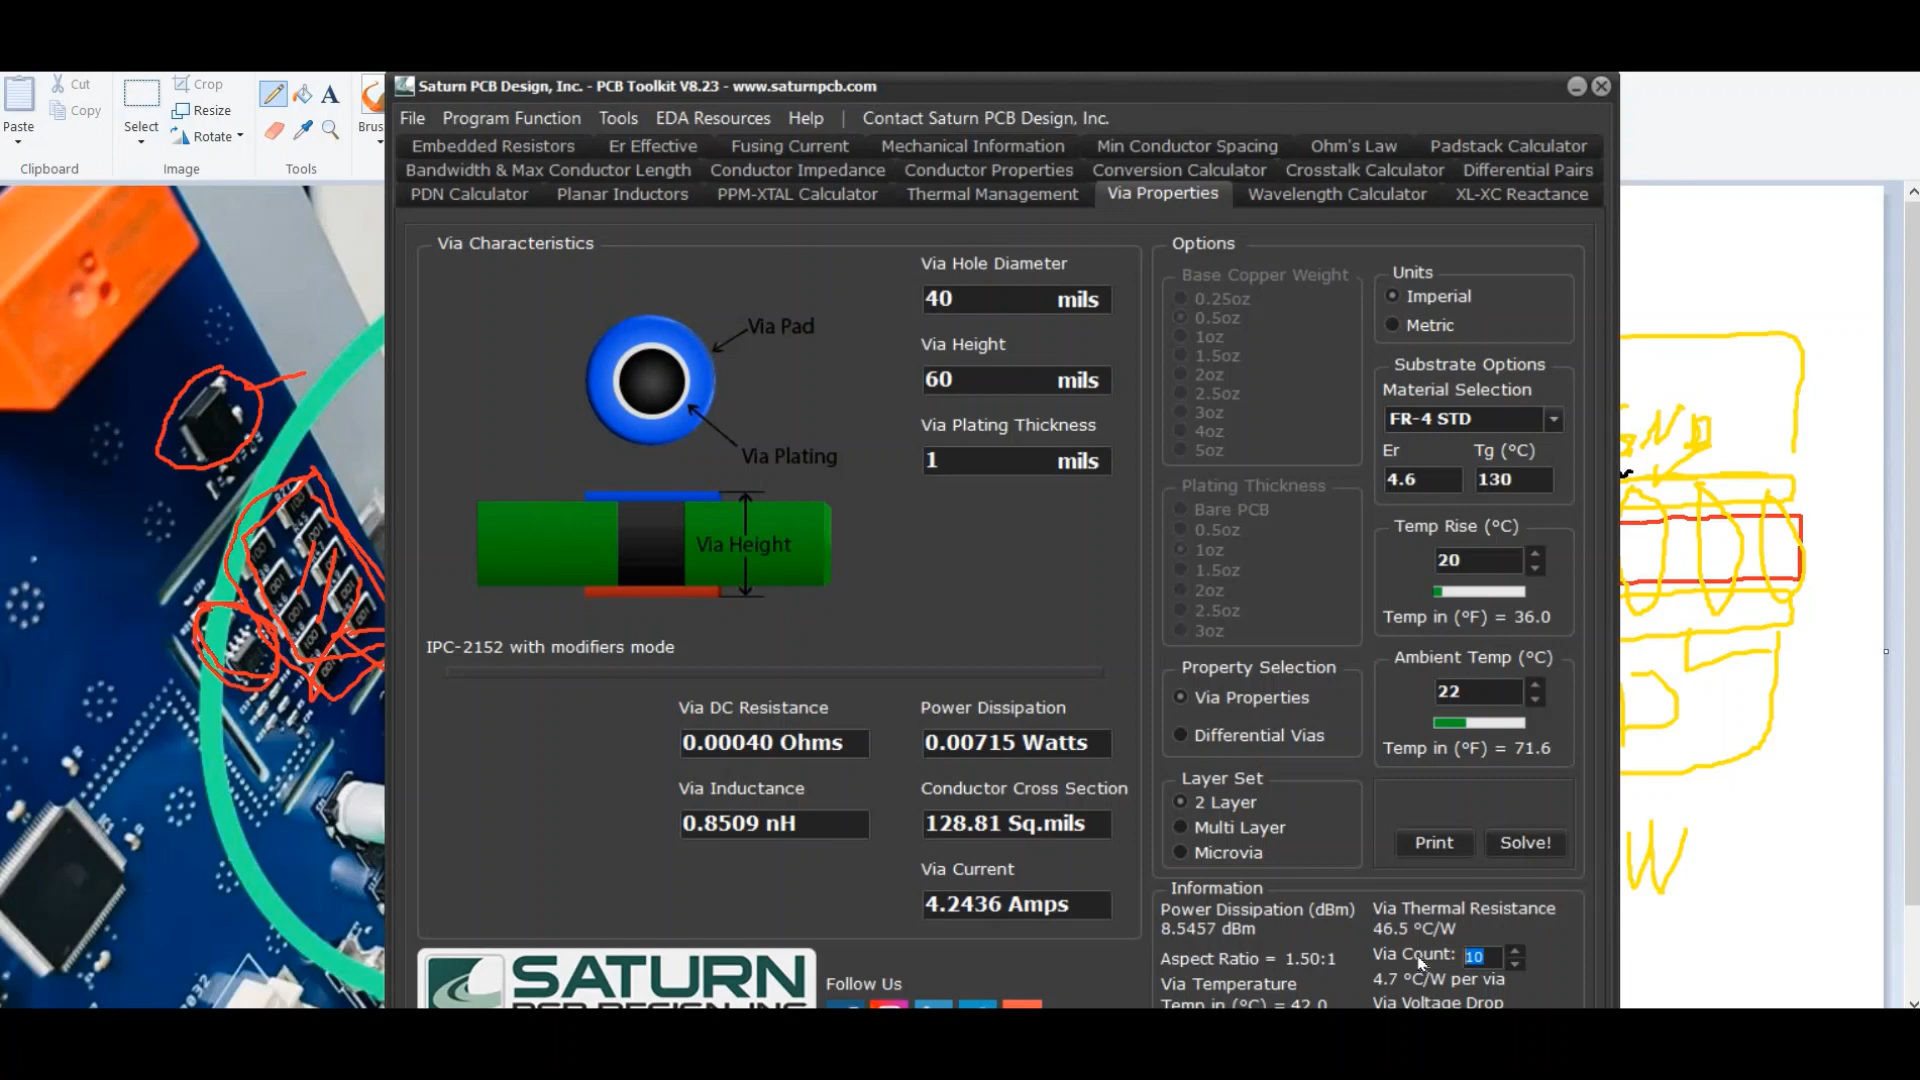 Saturn PCB Design, Inc. - PCB Toolkit V8.23 - www.saturnpcb.com
Cut
Copy
Paste
Clipboard
Select
Crop
Resize
Rotate
Image
A
Tools
Brus
File Program Function Tools EDA Resources Help | Contact Saturn PCB Design, Inc.
Embedded Resistors Er Effective Fusing Current Mechanical Information Min Conductor Spacing Ohm's Law Padstack Calculator
Bandwidth & Max Conductor Length Conductor Impedance Conductor Properties Conversion Calculator Crosstalk Calculator Differential Pairs
PDN Calculator Planar Inductors PPM-XTAL Calculator Thermal Management Via Properties Wavelength Calculator XL-XC Reactance
Via Characteristics
Via Pad
Via Plating
Via Height
Via Hole Diameter
40 mils
Via Height
60 mils
Via Plating Thickness
1 mils
IPC-2152 with modifiers mode
Via DC Resistance
0.00040 Ohms
Power Dissipation
0.00715 Watts
Via Inductance
0.8509 nH
Conductor Cross Section
128.81 Sq.mils
Via Current
4.2436 Amps
Options
Base Copper Weight
0.25oz
0.5oz
1oz
1.5oz
2oz
2.5oz
3oz
4oz
5oz
Plating Thickness
Bare PCB
0.5oz
1oz
1.5oz
2oz
2.5oz
3oz
Property Selection
Via Properties
Differential Vias
Layer Set
2 Layer
Multi Layer
Microvia
Units
Imperial
Metric
Substrate Options
Material Selection
FR-4 STD
Er Tg (°C)
4.6 130
Temp Rise (°C)
20
Temp in (°F) = 36.0
Ambient Temp (°C)
22
Temp in (°F) = 71.6
Print Solve!
Information
Power Dissipation (dBm)
8.5457 dBm
Aspect Ratio = 1.50:1
Via Temperature
Temp in (°C) = 42.0
Via Thermal Resistance
46.5 °C/W
Via Count: 10
4.7 °C/W per via
Via Voltage Drop
SATURN
PCB DESIGN, INC
Follow Us
W